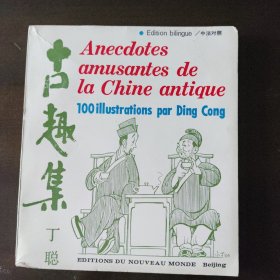 • Edition bilingue / 中法对照
Anecdotes
amusantes de
la Chine antique
100 illustrations par Ding Cong
古趣集
丁聪
EDITIONS DU NOUVEAU MONDE Beijing